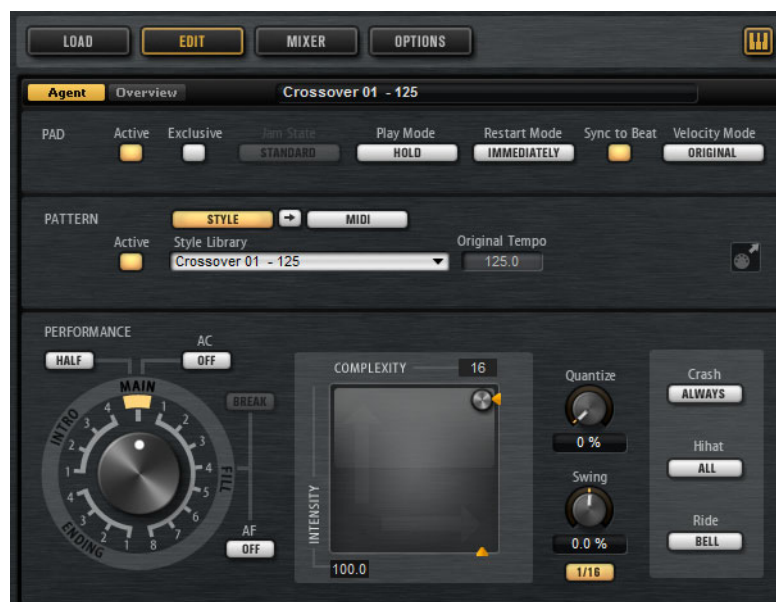 LOAD EDIT MIXER OPTIONS
Agent Overview Crossover 01 - 125
PAD Active Exclusive Jam State Play Mode Restart Mode Sync to Beat Velocity Mode
STANDARD HOLD IMMEDIATELY ORIGINAL
PATTERN STYLE MIDI
Active Style Library Original Tempo
Crossover 01 - 125 125.0
PERFORMANCE AC
HALF OFF
COMPLEXITY 16
Quantize
Crash
ALWAYS
MAIN
BREAK
INTRO
4 1
3 2
2 3
1 4
FILL
4 5
3 6
2 1 8 7
ENDING
0 %
Hihat
ALL
Swing
INTENSITY
AF
OFF
0.0 %
Ride
BELL
100.0
1/16